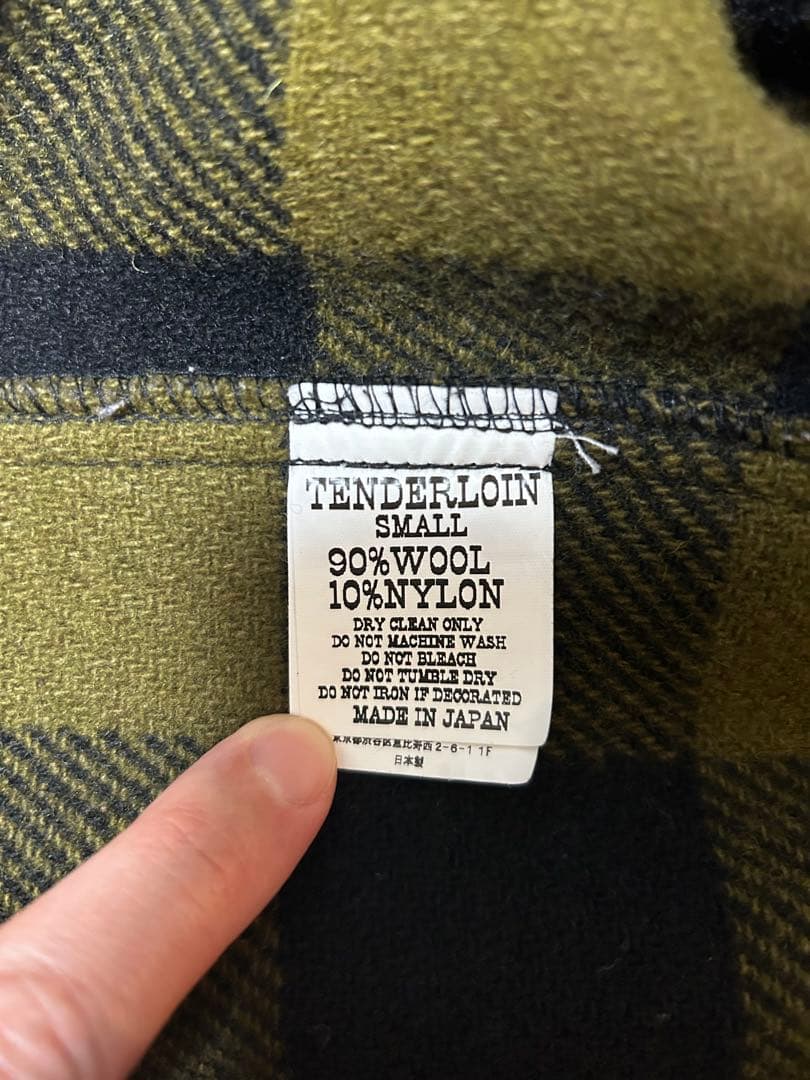 TENDERLOIN
SMALL
90%WOOL
10%NYLON
DRY CLEAN ONLY
DO NOT MACHINE WASH
DO NOT BLEACH
DO NOT TUMBLE DRY
DO NOT IRON IF DECORATED
MADE IN JAPAN
東京都渋谷区恵比寿西2-6-1 1F
日本製